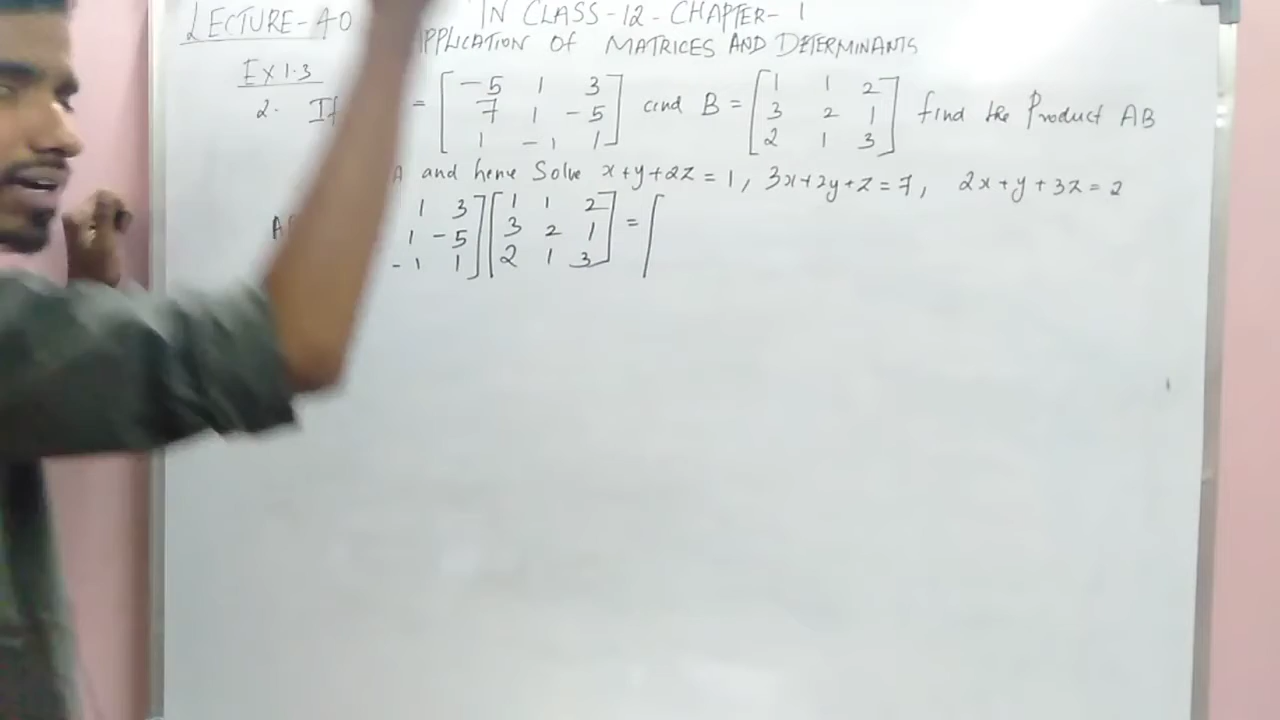 LECTURE-40 IN CLASS-12-CHAPTER-1
APPLICATION OF MATRICES AND DETERMINANTS
EX 1.3
2. If = [ -5 1 3 and B = [ 1 1 2 find the Product AB
7 1 -5 3 2 1
1 -1 1 ] 2 1 3 ]
A and hence Solve x+y+2z=1, 3x+2y+z=7, 2x+y+3z=2
A 1 3 ] [ 1 1 2 ] = [
1 -5 3 2 1
-1 1 2 1 3